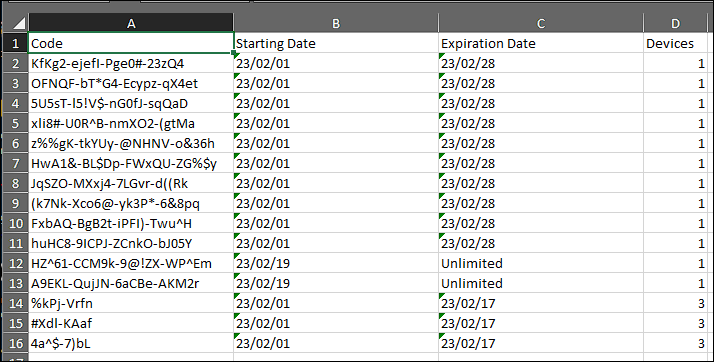 A B C D
1 Code Starting Date Expiration Date Devices
2 KfKg2-ejefI-Pge0#-23zQ4 23/02/01 23/02/28 1
3 OFNQF-bT*G4-Ecypz-qX4et 23/02/01 23/02/28 1
4 5U5sT-l5!V$-nG0fJ-sqQaD 23/02/01 23/02/28 1
5 xIi8#-U0R^B-nmXO2-(gtMa 23/02/01 23/02/28 1
6 z%%gK-tkYUy-@NHNV-o&36h 23/02/01 23/02/28 1
7 HwA1&-BL$Dp-FWxQU-ZG%$y 23/02/01 23/02/28 1
8 JqSZO-MXxj4-7LGvr-d((Rk 23/02/01 23/02/28 1
9 (k7Nk-Xco6@-yk3P*-6&8pq 23/02/01 23/02/28 1
10 FxbAQ-BgB2t-iPFI)-Twu^H 23/02/01 23/02/28 1
11 huHC8-9ICPJ-ZCnkO-bJ05Y 23/02/01 23/02/28 1
12 HZ^61-CCM9k-9@!ZX-WP^Em 23/02/19 Unlimited 1
13 A9EKL-QujJN-6aCBe-AKM2r 23/02/19 Unlimited 1
14 %kPj-Vrfn 23/02/01 23/02/17 3
15 #Xdl-KAaf 23/02/01 23/02/17 3
16 4a^$-7)bL 23/02/01 23/02/17 3